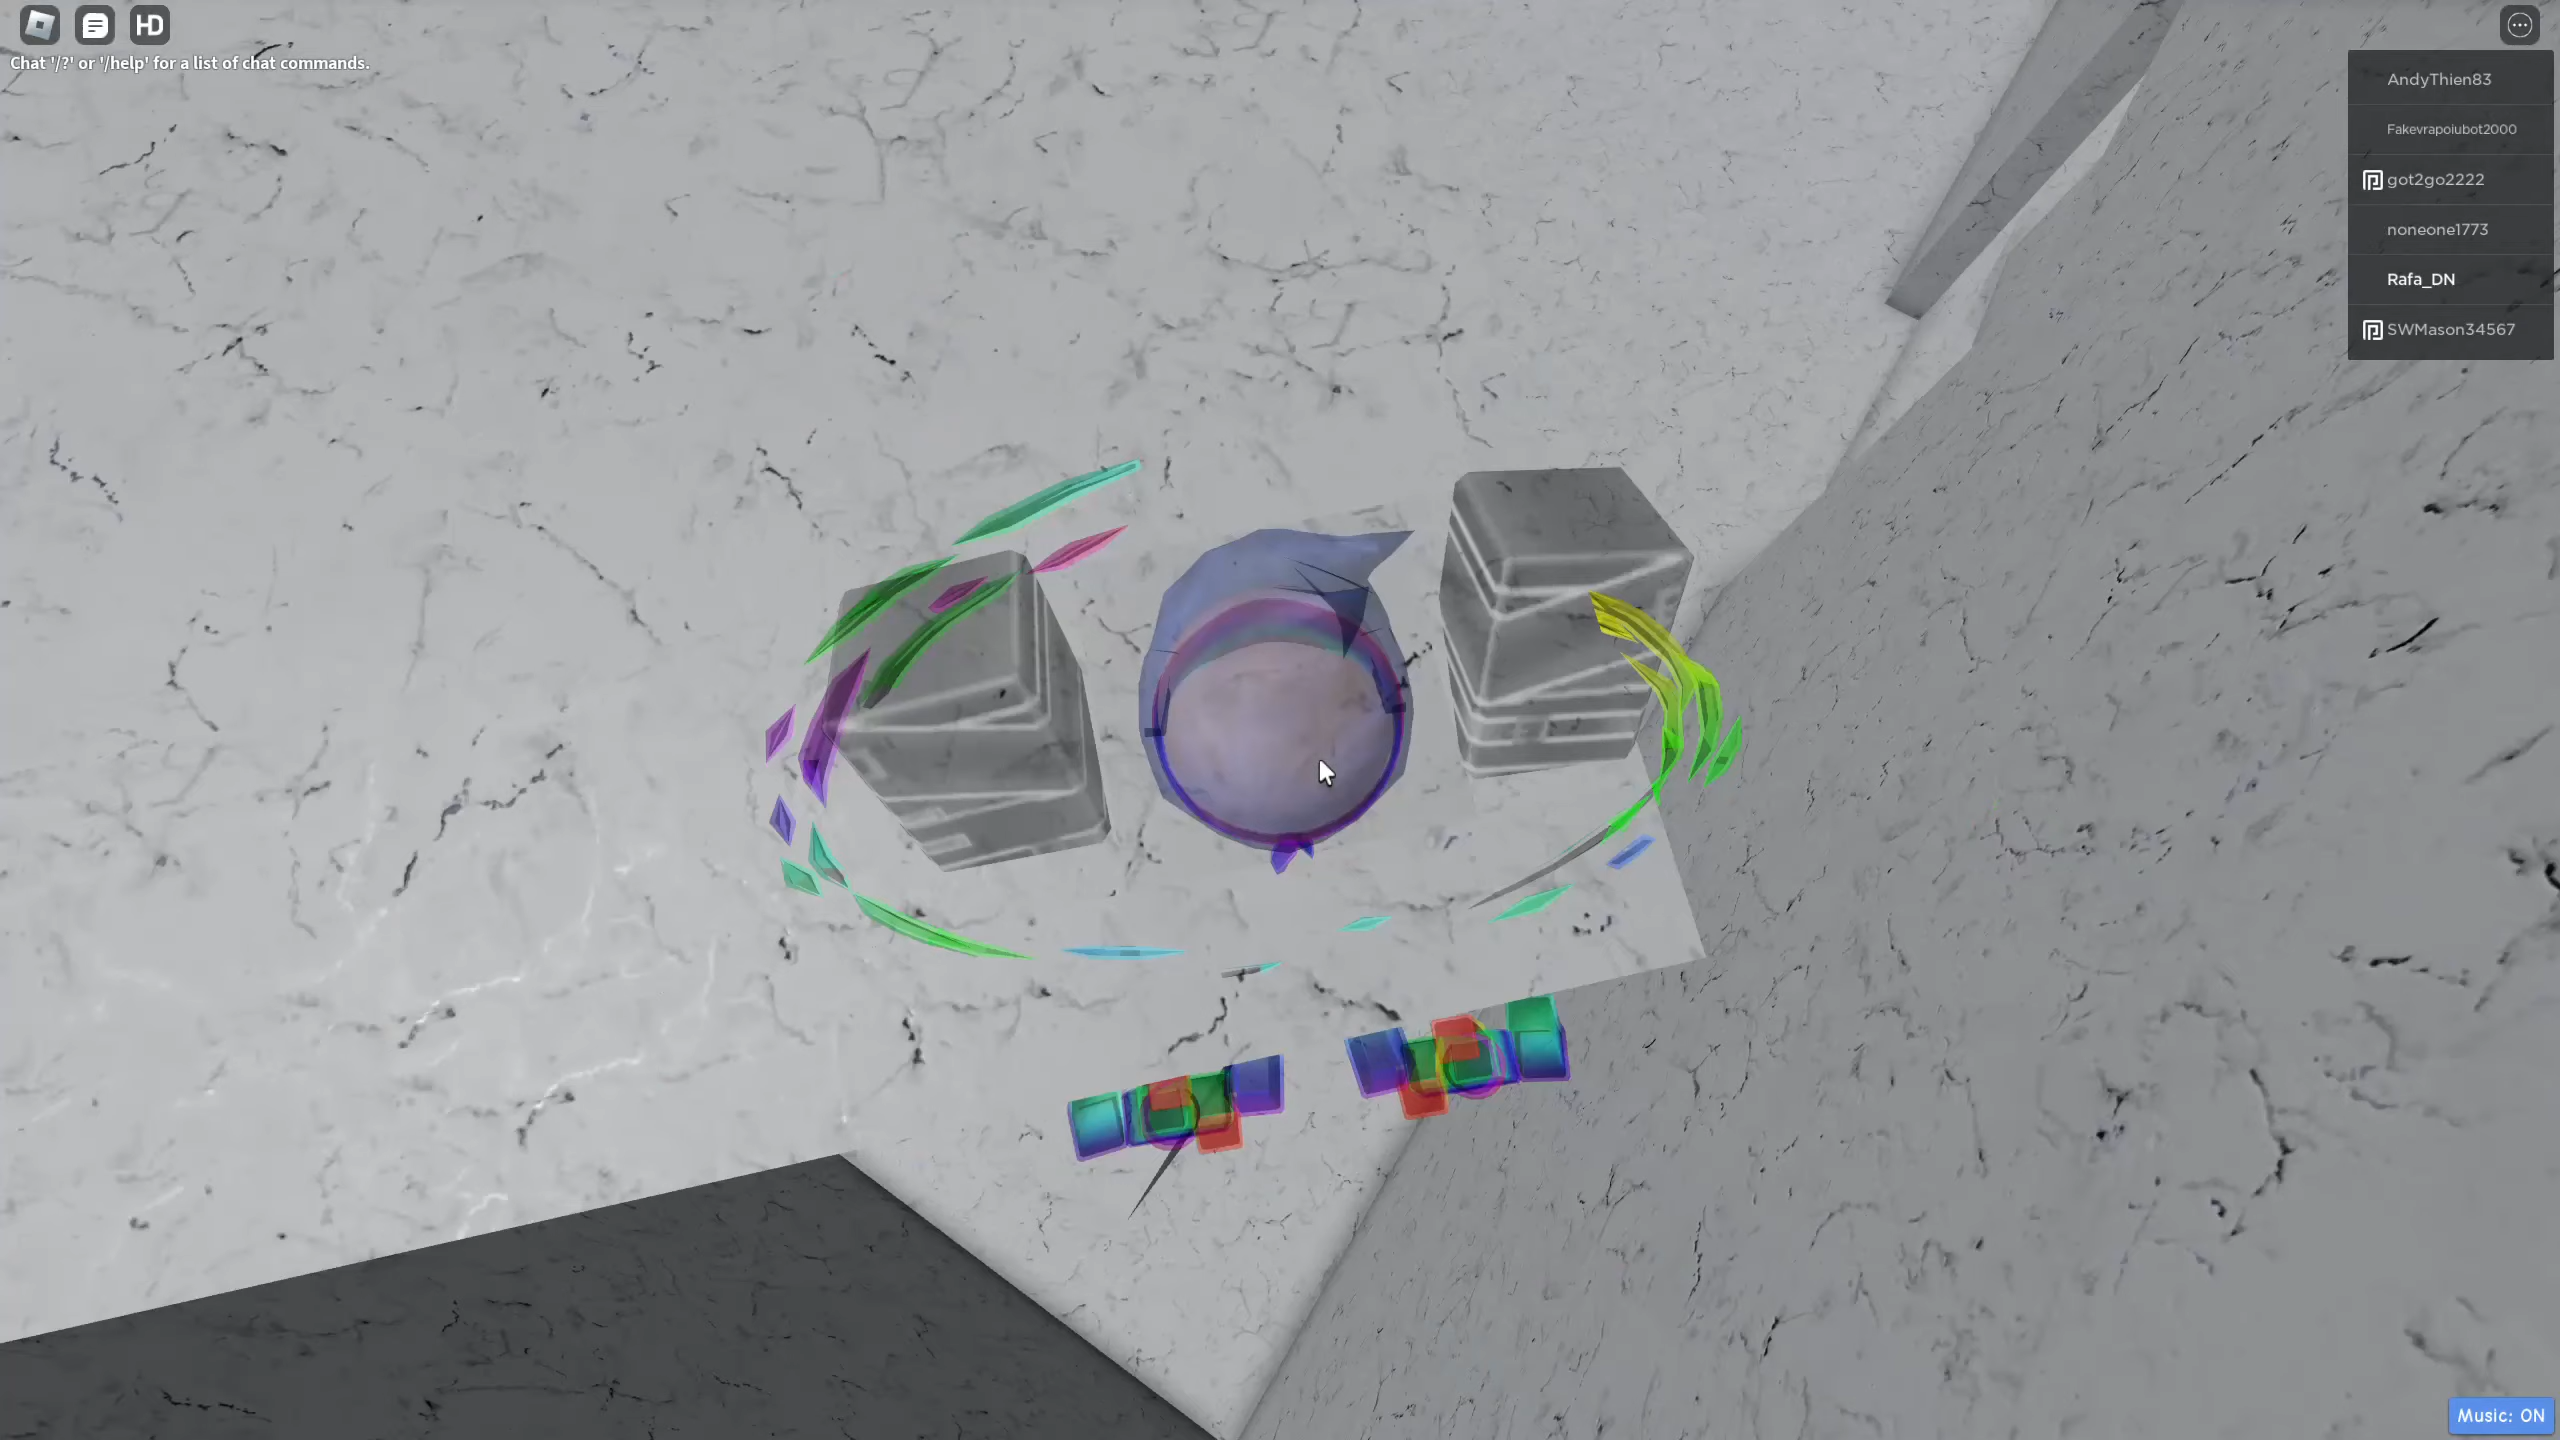 HD
Chat '/?' or '/help' for a list of chat commands.
AndyThien83
Fakevrapoiubot2000
got2go2222
noneone1773
Rafa_DN
SWMason34567
Music: ON